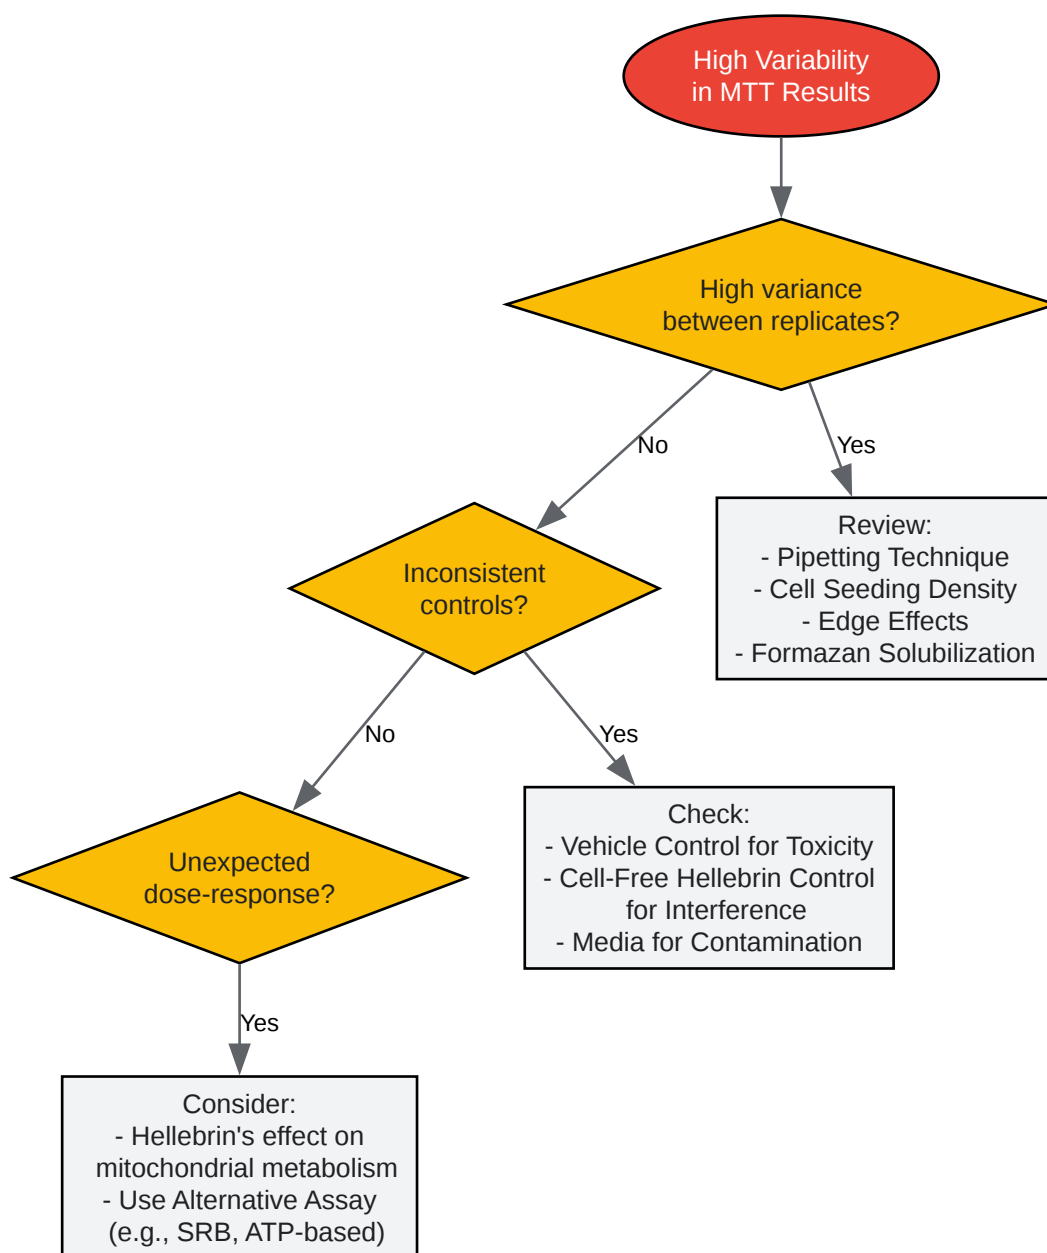 High Variability
in MTT Results
High variance
between replicates?
No
Yes
Review:
- Pipetting Technique
- Cell Seeding Density
- Edge Effects
- Formazan Solubilization
Inconsistent
controls?
No
Yes
Check:
- Vehicle Control for Toxicity
- Cell-Free Hellebrin Control
for Interference
- Media for Contamination
Unexpected
dose-response?
Yes
Consider:
- Hellebrin's effect on
mitochondrial metabolism
- Use Alternative Assay
(e.g., SRB, ATP-based)